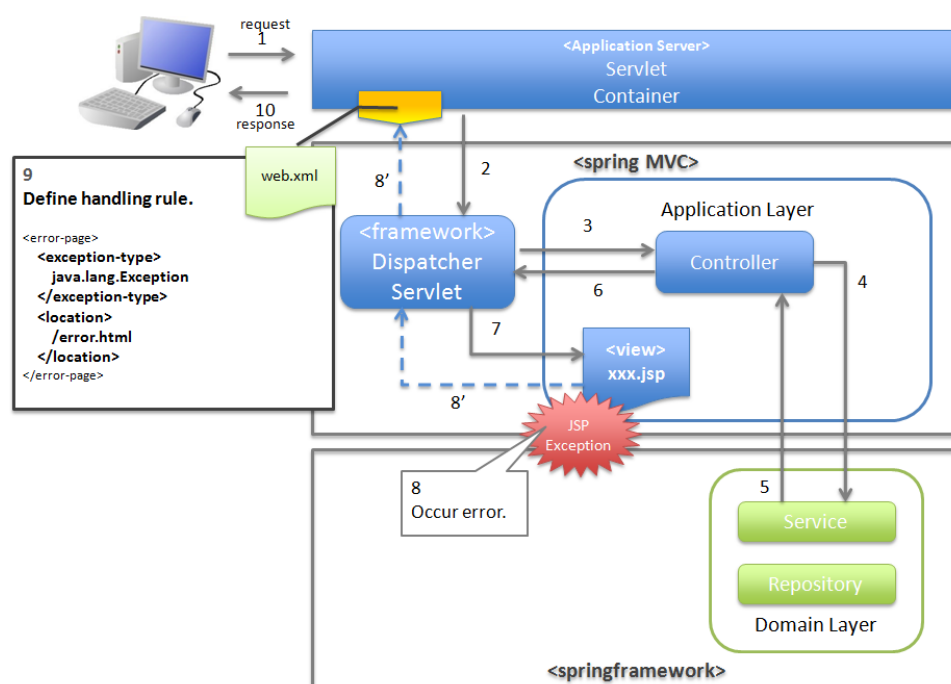 request
1
10
response
<Application Server>
Servlet
Container
web.xml
9
Define handling rule.
<error-page>
<exception-type>
java.lang.Exception
</exception-type>
<location>
/error.html
</location>
</error-page>
8’
2
<spring MVC>
Application Layer
<framework>
Dispatcher
Servlet
3
6
Controller
4
7
<view>
xxx.jsp
8’
JSP
Exception
8
Occur error.
5
Service
Repository
Domain Layer
<springframework>